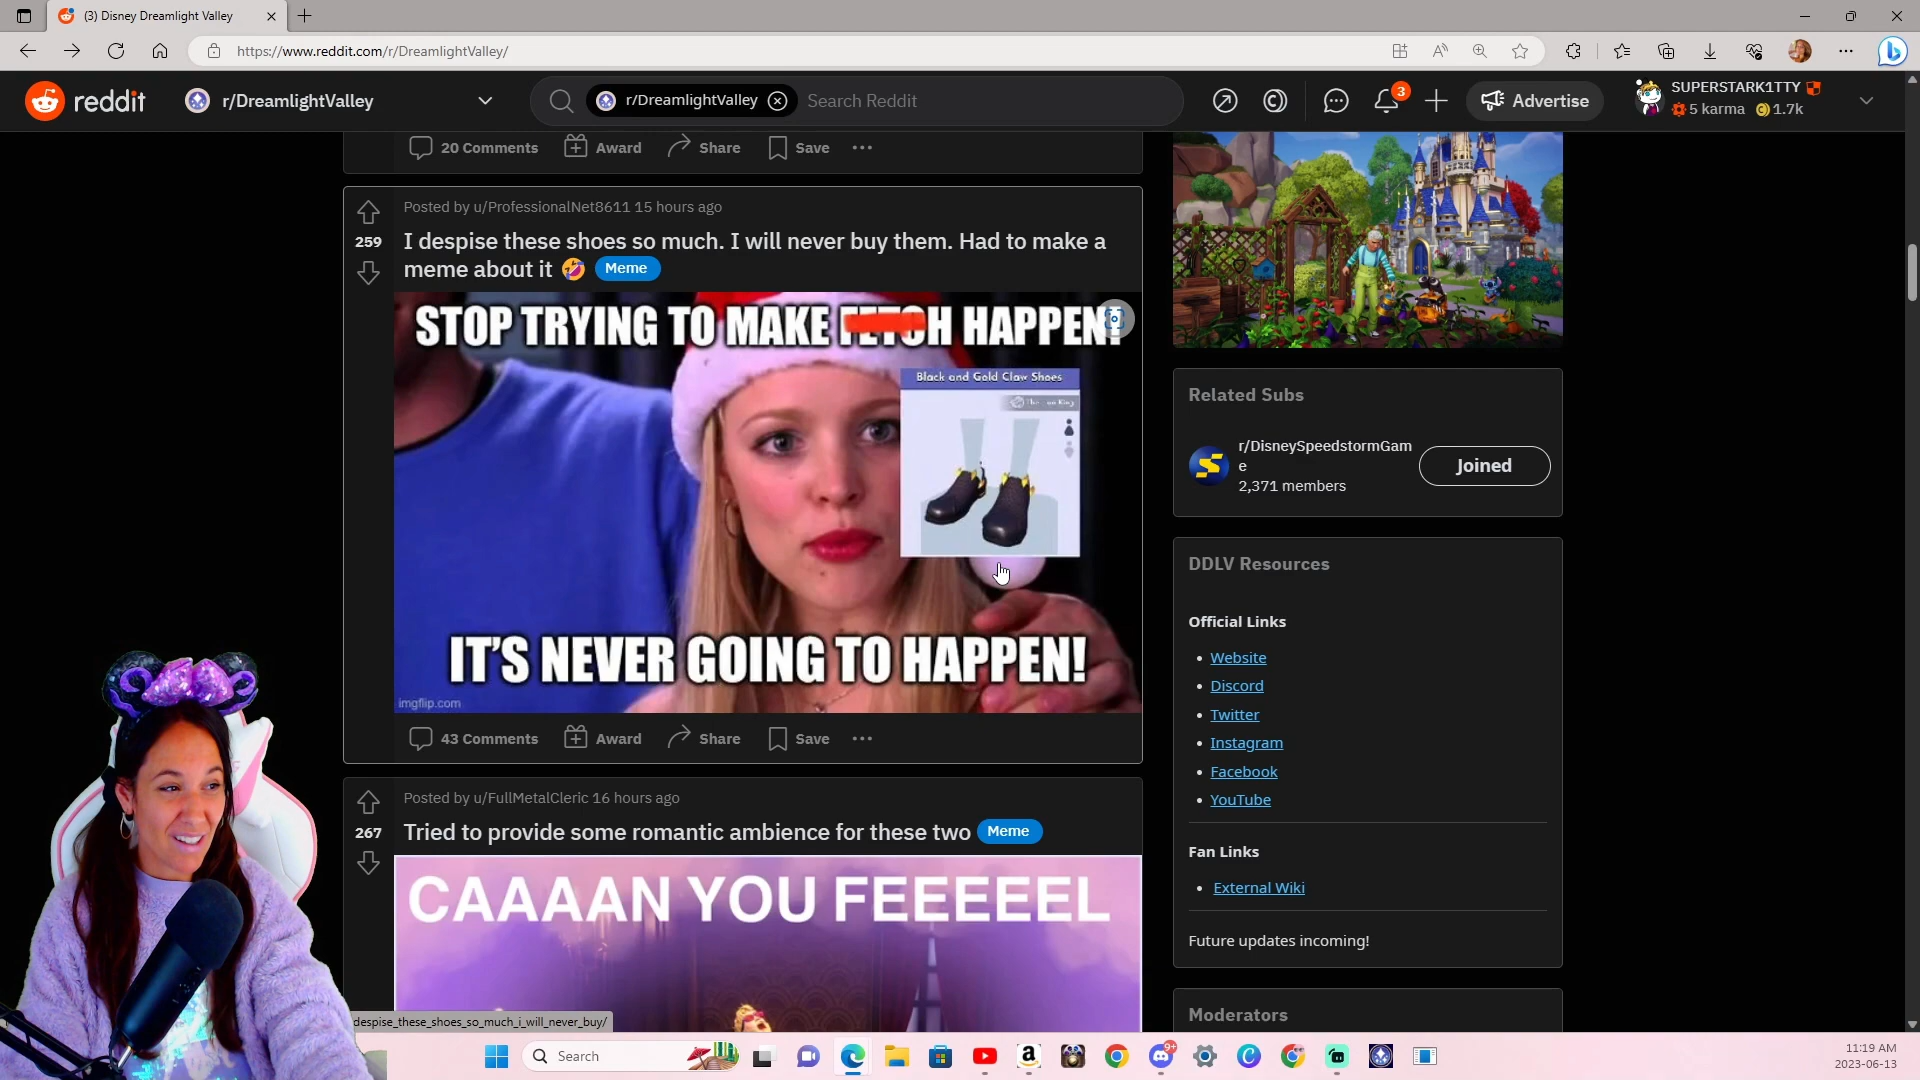 (3) Disney Dreamlight Valley
https://www.reddit.com/r/DreamlightValley/
reddit
r/DreamlightValley
r/DreamlightValley
Search Reddit
3
Advertise
SUPERSTARK1TTY
5 karma
1.7k
20 Comments
Award
Share
Save
Posted by u/ProfessionalNet8611 15 hours ago
259
I despise these shoes so much. I will never buy them. Had to make a
meme about it 🤣 Meme
STOP TRYING TO MAKE FETCH HAPPEN!
Black and Gold Claw Shoes
IT'S NEVER GOING TO HAPPEN!
imgflip.com
43 Comments
Award
Share
Save
Posted by u/FullMetalCleric 16 hours ago
267
Tried to provide some romantic ambience for these two Meme
CAAAAN YOU FEEEEEL
despise_these_shoes_so_much_i_will_never_buy/
Related Subs
r/DisneySpeedstormGam
e
2,371 members
Joined
DDLV Resources
Official Links
• Website
• Discord
• Twitter
• Instagram
• Facebook
• YouTube
Fan Links
• External Wiki
Future updates incoming!
Moderators
Search
9+
11:19 AM
2023-06-13